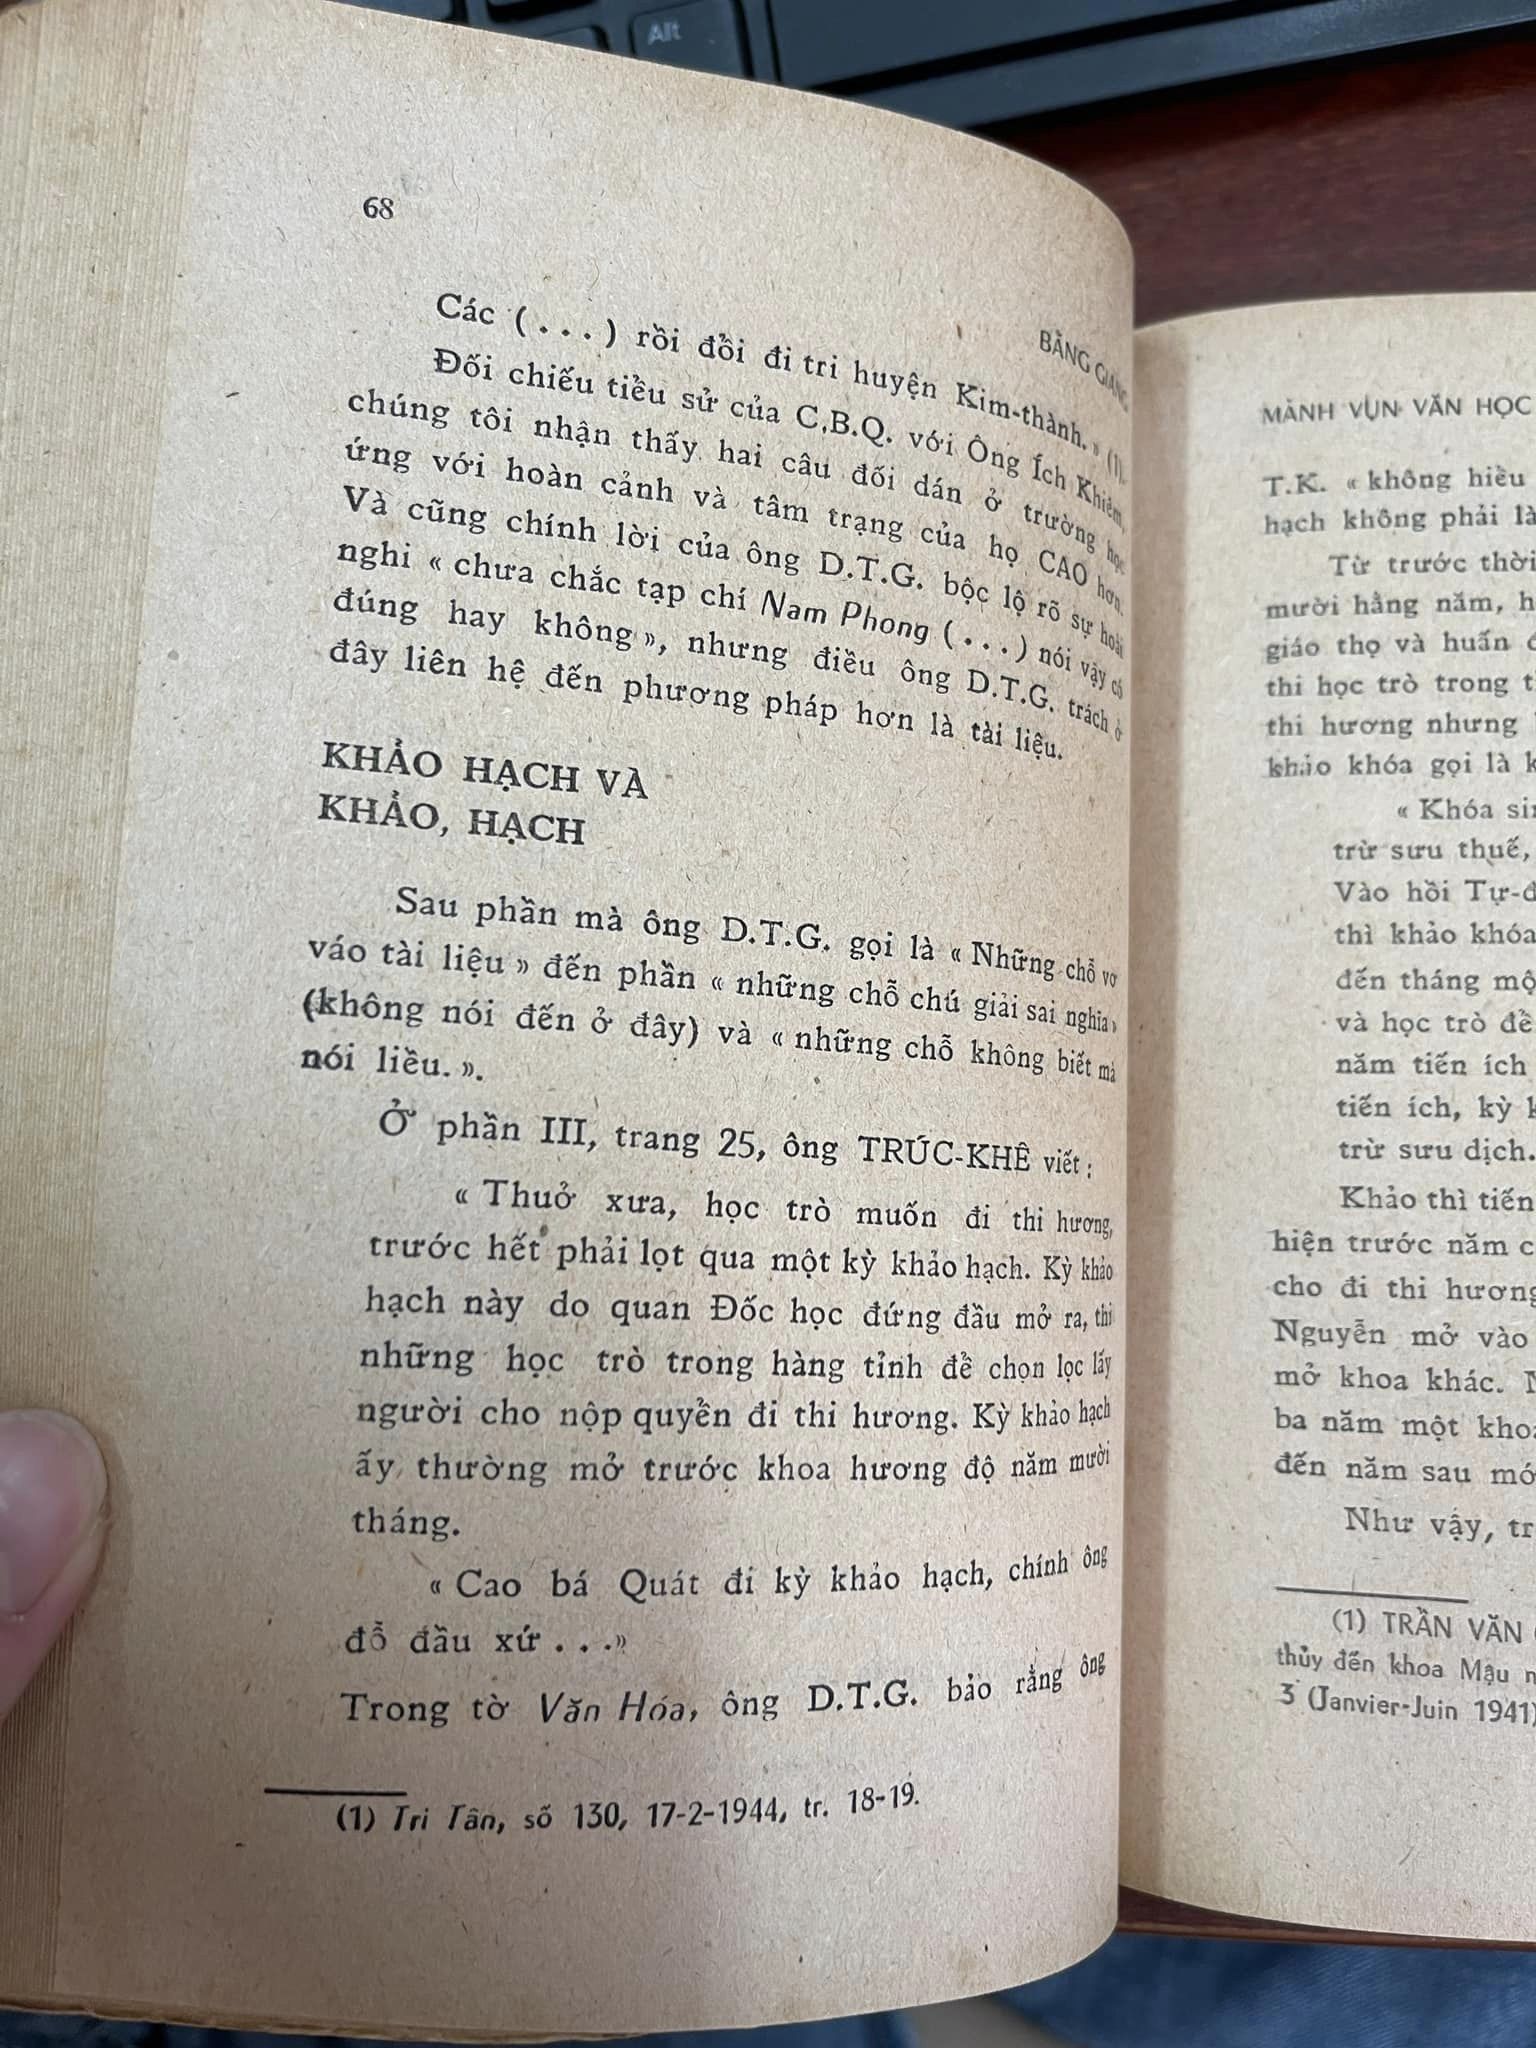 Alt
68
BẰNG GIANG
Các (...) rồi đổi đi tri huyện Kim-thành. » (1).
Đối chiếu tiểu sử của C.B.Q. với Ông Ích Khiêm,
chúng tôi nhận thấy hai câu đối dán ở trường học
ứng với hoàn cảnh và tâm trạng của họ CAO hơn.
Và cũng chính lời của ông D.T.G. bộc lộ rõ sự hoài
nghi « chưa chắc tạp chí Nam Phong (...) nói vậy có
đúng hay không », nhưng điều ông D.T.G. trách ở
đây liên hệ đến phương pháp hơn là tài liệu.
KHẢO HẠCH VÀ
KHẢO, HẠCH
Sau phần mà ông D.T.G. gọi là « Những chỗ vơ
váo tài liệu » đến phần « những chỗ chú giải sai nghĩa »
(không nói đến ở đây) và « những chỗ không biết mà
nói liều. ».
Ở phần III, trang 25, ông TRÚC-KHÊ viết :
« Thuở xưa, học trò muốn đi thi hương,
trước hết phải lọt qua một kỳ khảo hạch. Kỳ khảo
hạch này do quan Đốc học đứng đầu mở ra, thi
những học trò trong hàng tỉnh để chọn lọc lấy
người cho nộp quyển đi thi hương. Kỳ khảo hạch
ấy thường mở trước khoa hương độ năm mười
tháng.
« Cao bá Quát đi kỳ khảo hạch, chính ông
đỗ đầu xứ . . .»
Trong tờ Văn Hóa, ông D.T.G. bảo rằng ông
(1) Tri Tân, số 130, 17-2-1944, tr. 18-19.
MẢNH VỤN VĂN HỌC
T.K. « không hiểu
hạch không phải là
Từ trước thời
mười hằng năm, h
giáo thọ và huấn
thi học trò trong
thi hương nhưng
khảo khóa gọi là
« Khóa
trừ sưu thuế,
Vào hồi
thì khảo khóa
đến tháng
và học trò
năm tiến ích
tiến ích, kỳ
trừ sưu dịch.
Khảo thì tiến
hiện trước năm
cho đi thi hương
Nguyễn mở vào
mở khoa khác.
ba năm một khoa
đến năm sau
Như vậy,
(1) TRẦN VĂN
thủy đến khoa Mậu
3 (Janvier-Juin 1941)